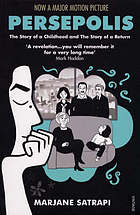 NOW A MAJOR MOTION PICTURE
PERSEPOLIS
The Story of a Childhood and The Story of a Return
'A revelation...you will remember it
for a very long time'
Mark Haddon
MARJANE SATRAPI